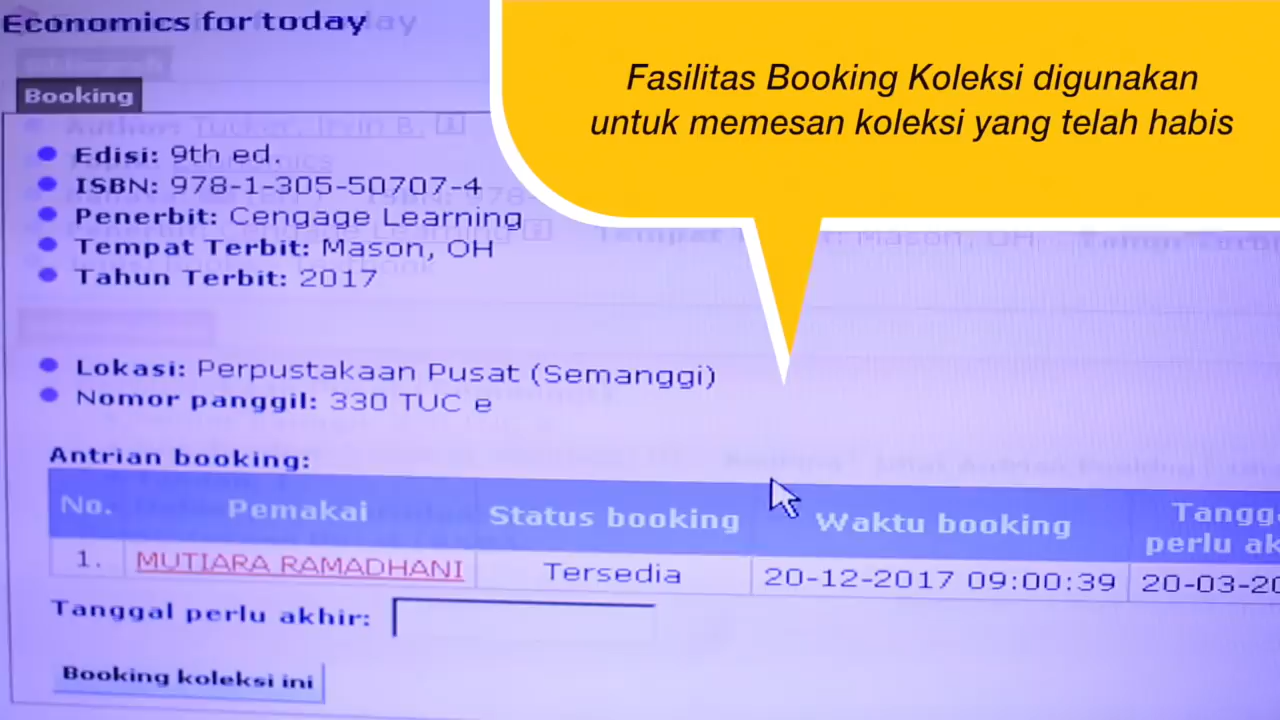 Economics for today
Fasilitas Booking Koleksi digunakan
untuk memesan koleksi yang telah habis
Booking
Edisi: 9th ed.
ISBN: 978-1-305-50707-4
Penerbit: Cengage Learning
Tempat Terbit: Mason, OH
Tahun Terbit: 2017
Lokasi: Perpustakaan Pusat (Semanggi)
Nomor panggil: 330 TUC e
Antrian booking:
No. Pemakai Status booking Waktu booking
perlu
1. MUTIARA RAMADHANI Tersedia 20-12-2017 09:00:39
Tanggal perlu akhir:
Booking koleksi ini